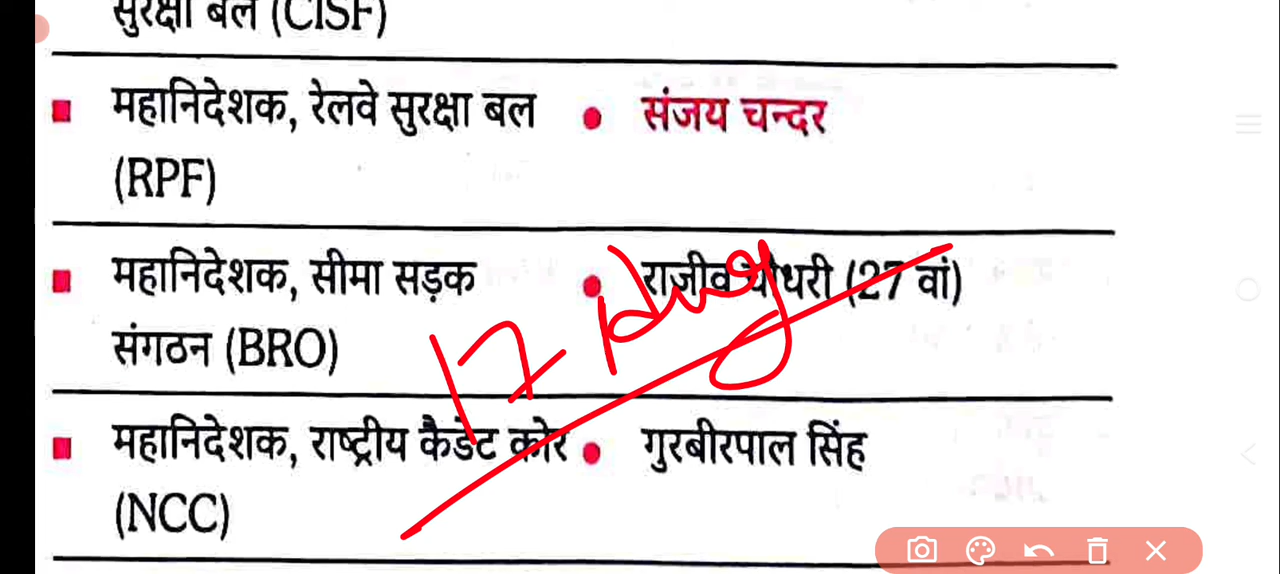 सुरक्षा बल (CISF)
महानिदेशक, रेलवे सुरक्षा बल
(RPF)
संजय चन्दर
महानिदेशक, सीमा सड़क
संगठन (BRO)
राजीव चौधरी (27 वां)
17 Aug
महानिदेशक, राष्ट्रीय कैडेट कोर
(NCC)
गुरबीरपाल सिंह